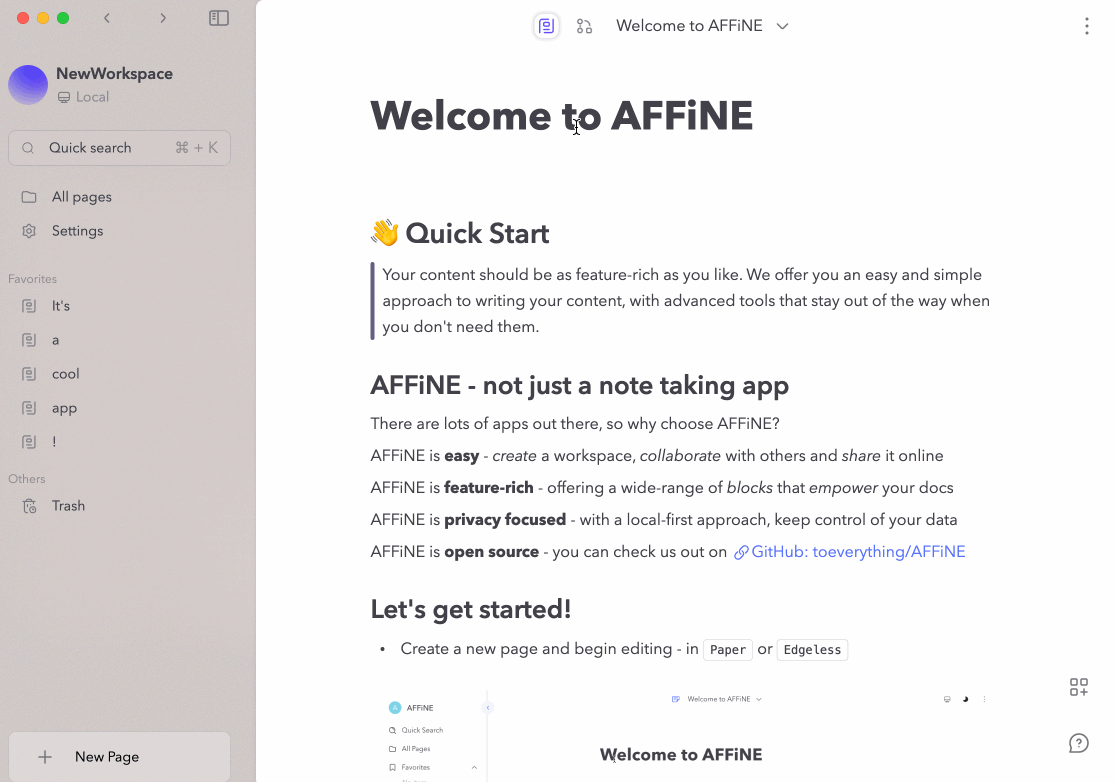 Welcome to AFFiNE
NewWorkspace
Local
Quick search ⌘ + K
All pages
Settings
Favorites
It's
a
cool
app
!
Others
Trash
New Page
Welcome to AFFiNE
👋 Quick Start
Your content should be as feature-rich as you like. We offer you an easy and simple
approach to writing your content, with advanced tools that stay out of the way when
you don't need them.
AFFiNE - not just a note taking app
There are lots of apps out there, so why choose AFFiNE?
AFFiNE is easy - create a workspace, collaborate with others and share it online
AFFiNE is feature-rich - offering a wide-range of blocks that empower your docs
AFFiNE is privacy focused - with a local-first approach, keep control of your data
AFFiNE is open source - you can check us out on GitHub: toeverything/AFFiNE
Let's get started!
• Create a new page and begin editing - in Paper or Edgeless
A AFFiNE
Welcome to AFFiNE
Quick Search
All Pages
Favorites
Welcome to AFFiNE